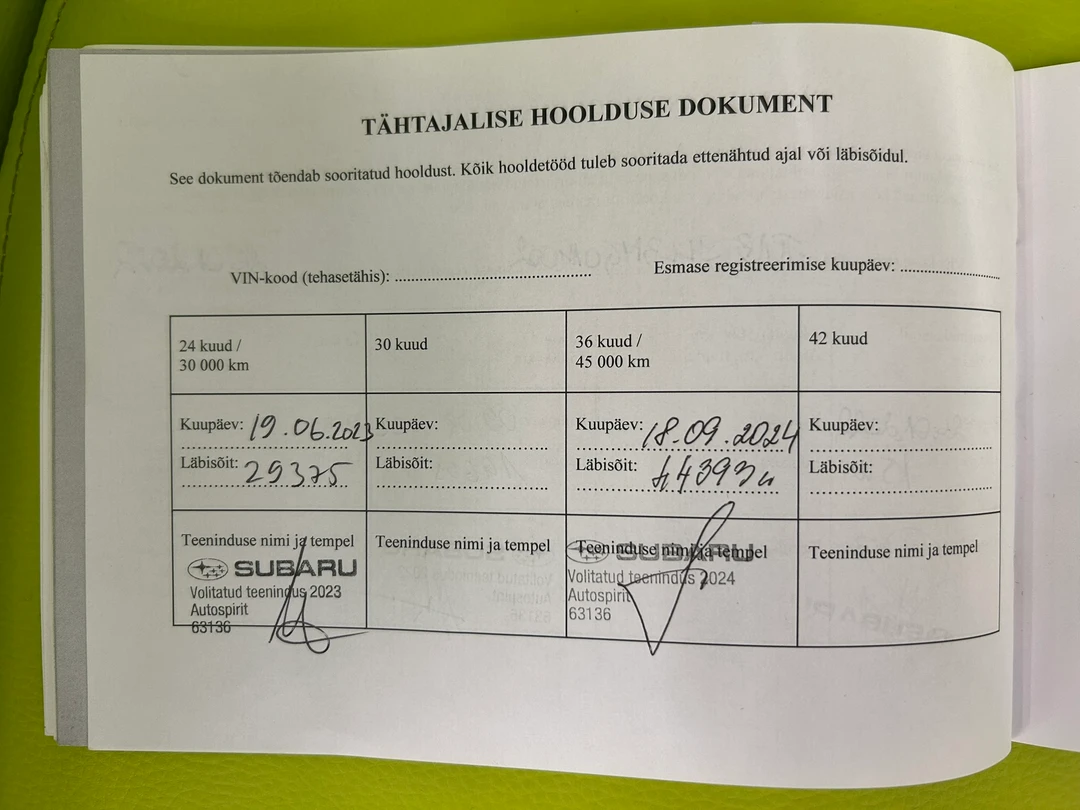 TÄHTAJALISE HOOLDUSE DOKUMENT
See dokument tõendab sooritatud hooldust. Kõik hooldetööd tuleb sooritada ettenähtud ajal või läbisõidul.
VIN-kood (tehasetähis): ........................................ Esmase registreerimise kuupäev: ....................
24 kuud /
30 000 km
30 kuud
36 kuud /
45 000 km
42 kuud
Kuupäev: 19.06.2023
Läbisõit: 29375
Kuupäev:
Läbisõit:
Kuupäev: 18.09.2024
Läbisõit:
Kuupäev:
Läbisõit:
Teeninduse nimi ja tempel
SUBARU
Volitatud teenindus 2023
Autospirit
63136
Teeninduse nimi ja tempel
Teeninduse nimi ja tempel
SUBARU
Volitatud teenindus 2024
Autospirit
63136
Teeninduse nimi ja tempel